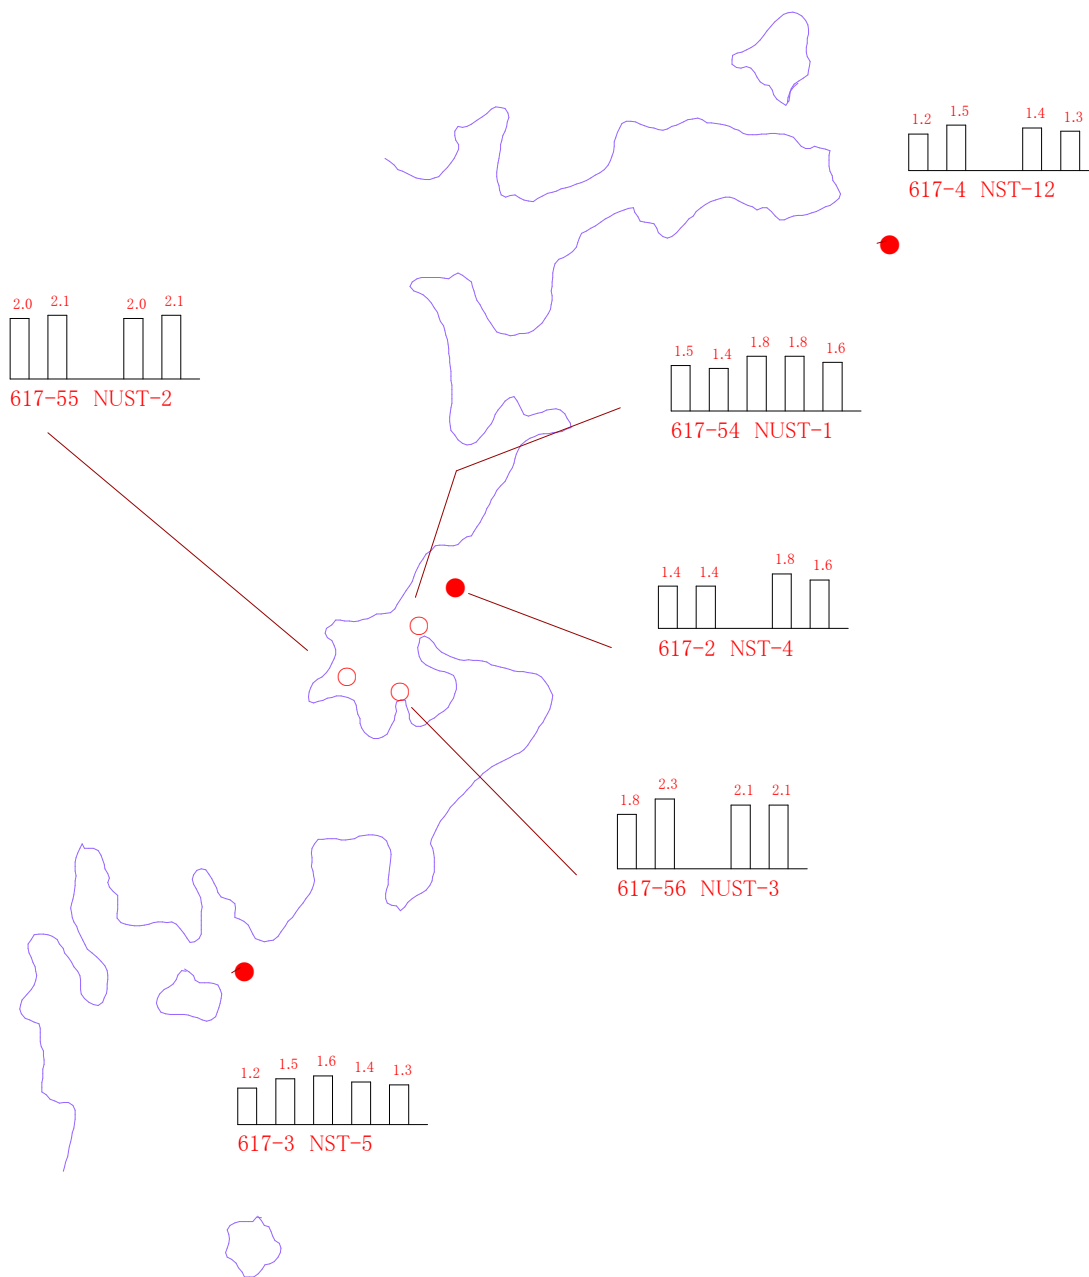 1.2 1.5 1.4 1.3
617-4 NST-12
2.0 2.1 2.0 2.1
617-55 NUST-2
1.5 1.4 1.8 1.8 1.6
617-54 NUST-1
1.4 1.4 1.8 1.6
617-2 NST-4
1.8 2.3 2.1 2.1
617-56 NUST-3
1.2 1.5 1.6 1.4 1.3
617-3 NST-5